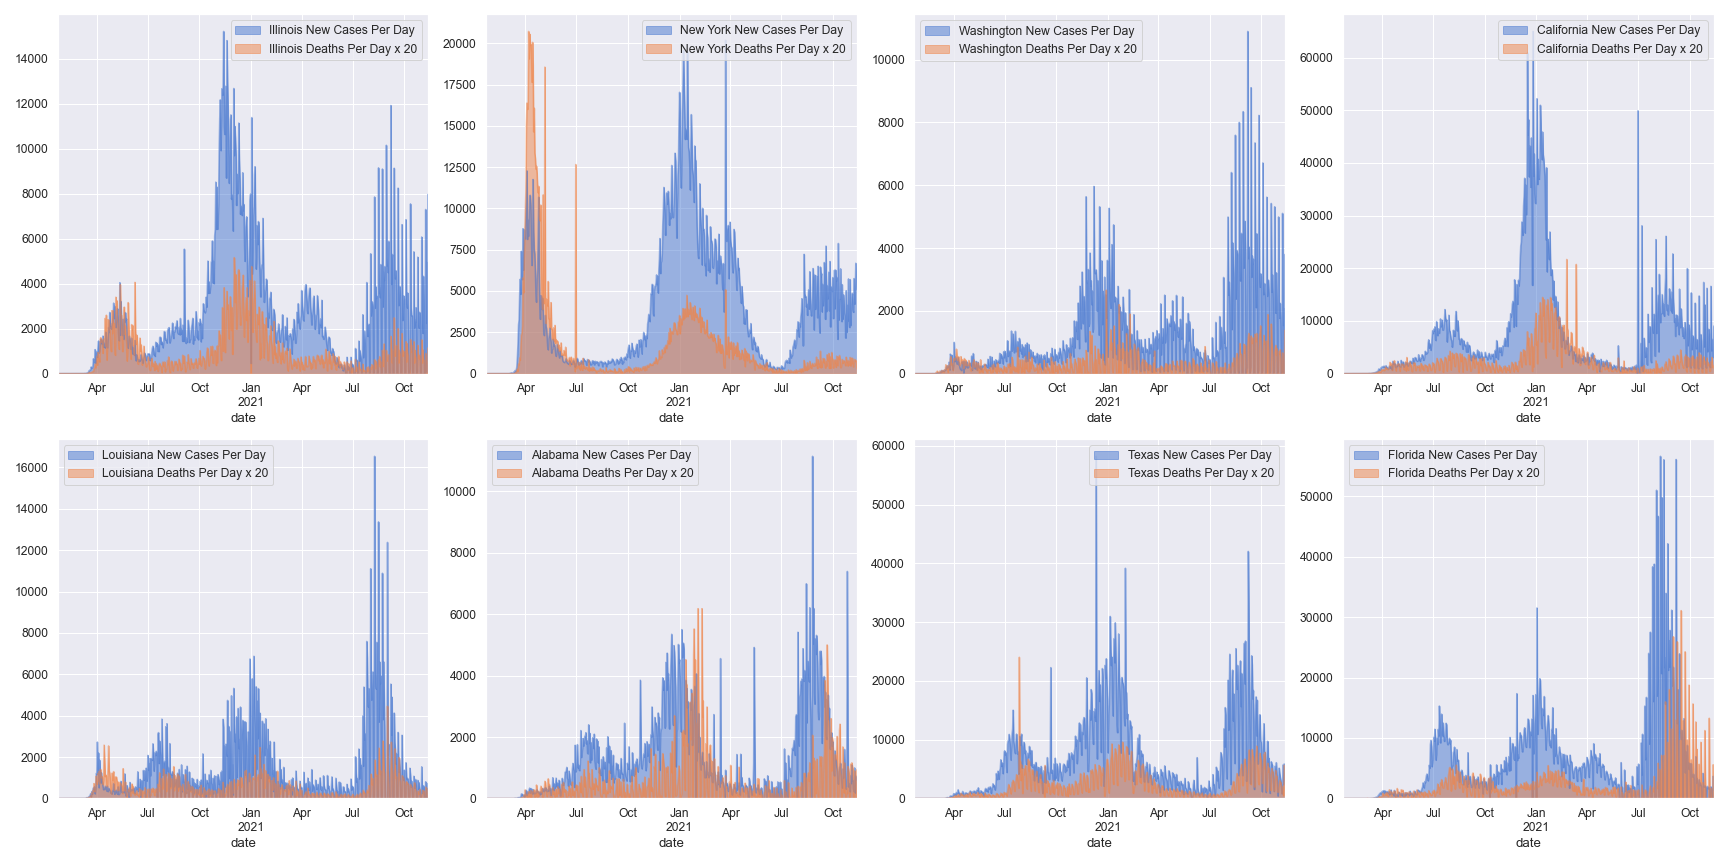 Illinois New Cases Per Day
Illinois Deaths Per Day x 20
14000
12000
10000
8000
6000
4000
2000
0
Apr Jul Oct Jan Apr Jul Oct
2021
date
New York New Cases Per Day
New York Deaths Per Day x 20
20000
17500
15000
12500
10000
7500
5000
2500
0
Apr Jul Oct Jan Apr Jul Oct
2021
date
Washington New Cases Per Day
Washington Deaths Per Day x 20
10000
8000
6000
4000
2000
0
Apr Jul Oct Jan Apr Jul Oct
2021
date
California New Cases Per Day
California Deaths Per Day x 20
60000
50000
40000
30000
20000
10000
0
Apr Jul Oct Jan Apr Jul Oct
2021
date
Louisiana New Cases Per Day
Louisiana Deaths Per Day x 20
16000
14000
12000
10000
8000
6000
4000
2000
0
Apr Jul Oct Jan Apr Jul Oct
2021
date
Alabama New Cases Per Day
Alabama Deaths Per Day x 20
10000
8000
6000
4000
2000
0
Apr Jul Oct Jan Apr Jul Oct
2021
date
Texas New Cases Per Day
Texas Deaths Per Day x 20
60000
50000
40000
30000
20000
10000
0
Apr Jul Oct Jan Apr Jul Oct
2021
date
Florida New Cases Per Day
Florida Deaths Per Day x 20
50000
40000
30000
20000
10000
0
Apr Jul Oct Jan Apr Jul Oct
2021
date